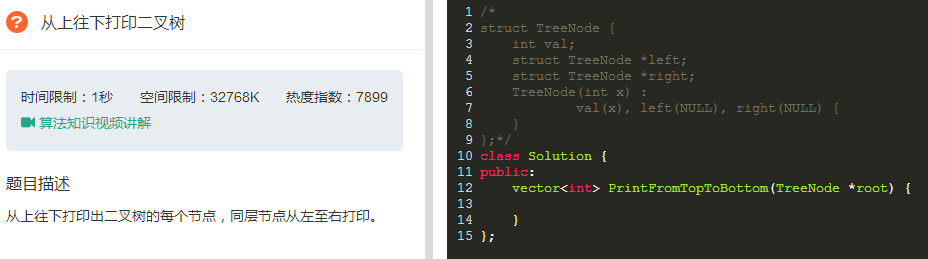 ? 从上往下打印二叉树
时间限制：1秒 空间限制：32768K 热度指数：7899
算法知识视频讲解
题目描述
从上往下打印出二叉树的每个节点，同层节点从左至右打印。
1 /*
2 struct TreeNode {
3     int val;
4     struct TreeNode *left;
5     struct TreeNode *right;
6     TreeNode(int x) :
7             val(x), left(NULL), right(NULL) {
8     }
9 };*/
10 class Solution {
11 public:
12     vector<int> PrintFromTopToBottom(TreeNode *root) {
13
14     }
15 };